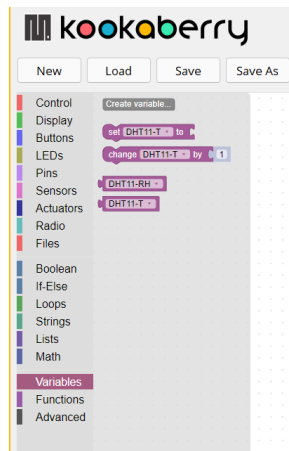 kookaberry
New Load Save Save As
Control
Display
Buttons
LEDs
Pins
Sensors
Actuators
Radio
Files
Boolean
If-Else
Loops
Strings
Lists
Math
Variables
Functions
Advanced
Create variable...
set DHT11-T to
change DHT11-T by 1
DHT11-RH
DHT11-T